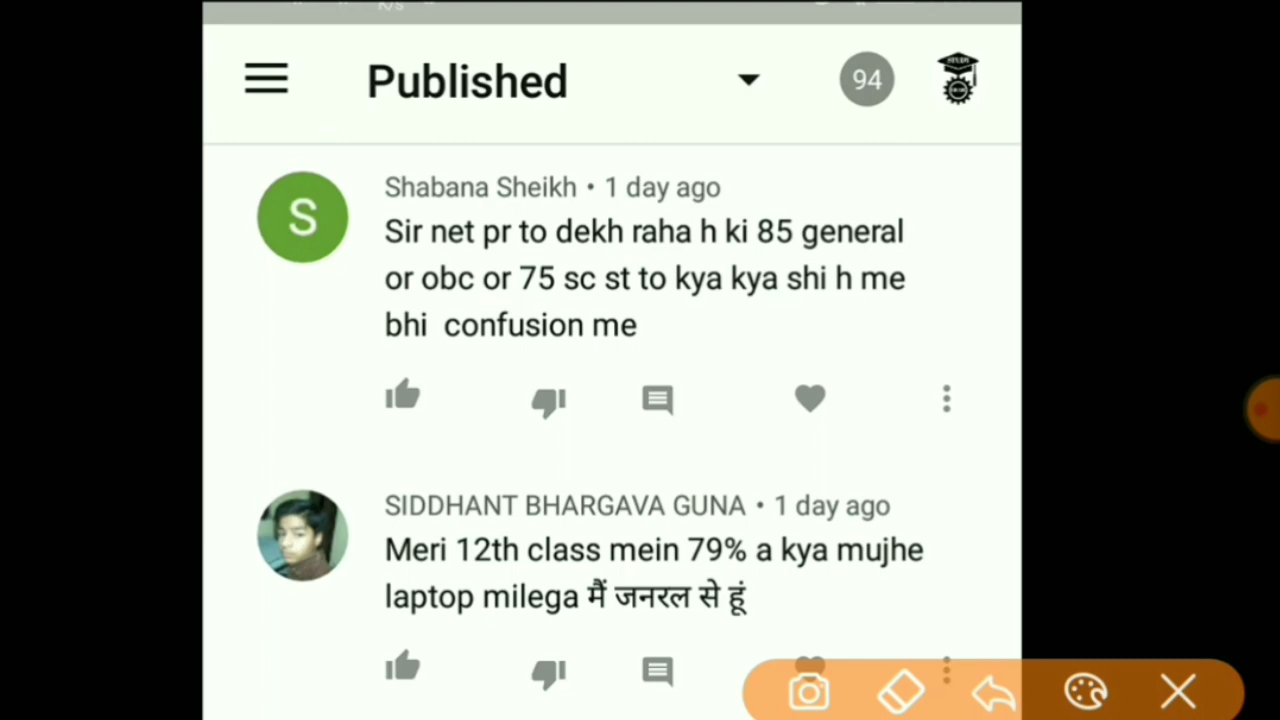 K/s
Published
94
STUDY
Shabana Sheikh • 1 day ago
S
Sir net pr to dekh raha h ki 85 general
or obc or 75 sc st to kya kya shi h me
bhi confusion me
SIDDHANT BHARGAVA GUNA • 1 day ago
Meri 12th class mein 79% a kya mujhe
laptop milega मैं जनरल से हूं